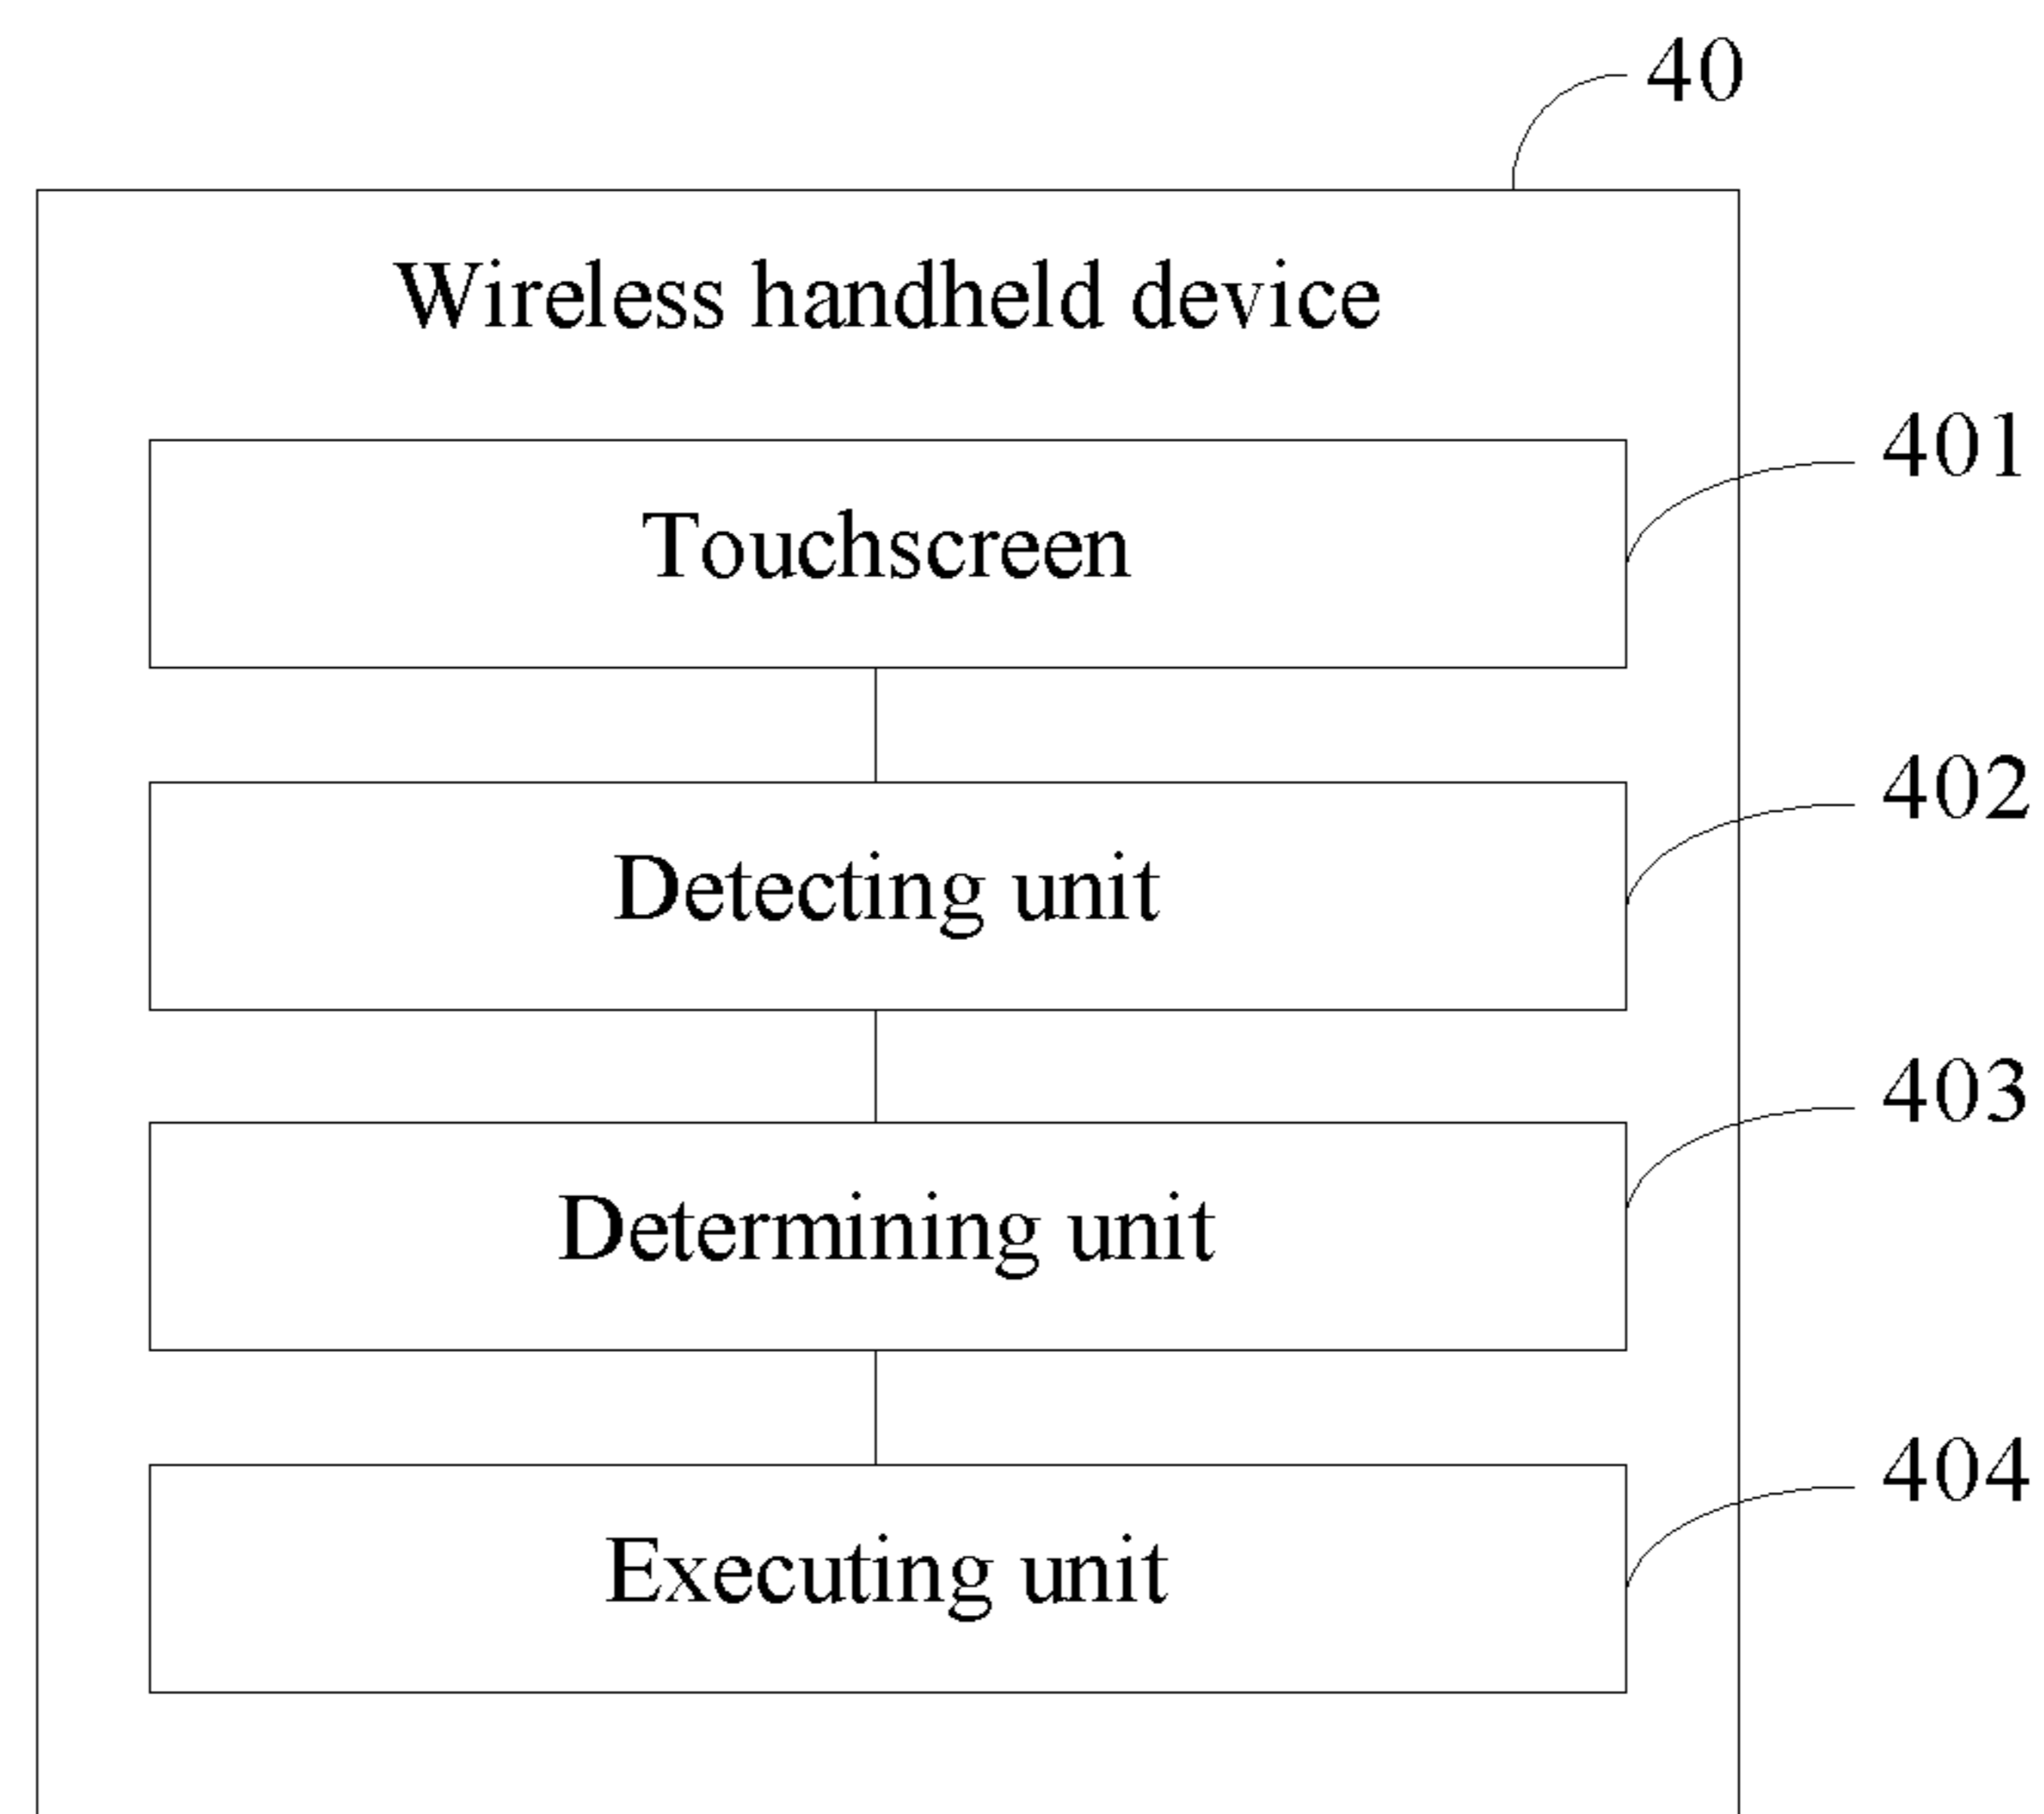 40
Wireless handheld device
401
Touchscreen
402
Detecting unit
403
Determining unit
404
Executing unit